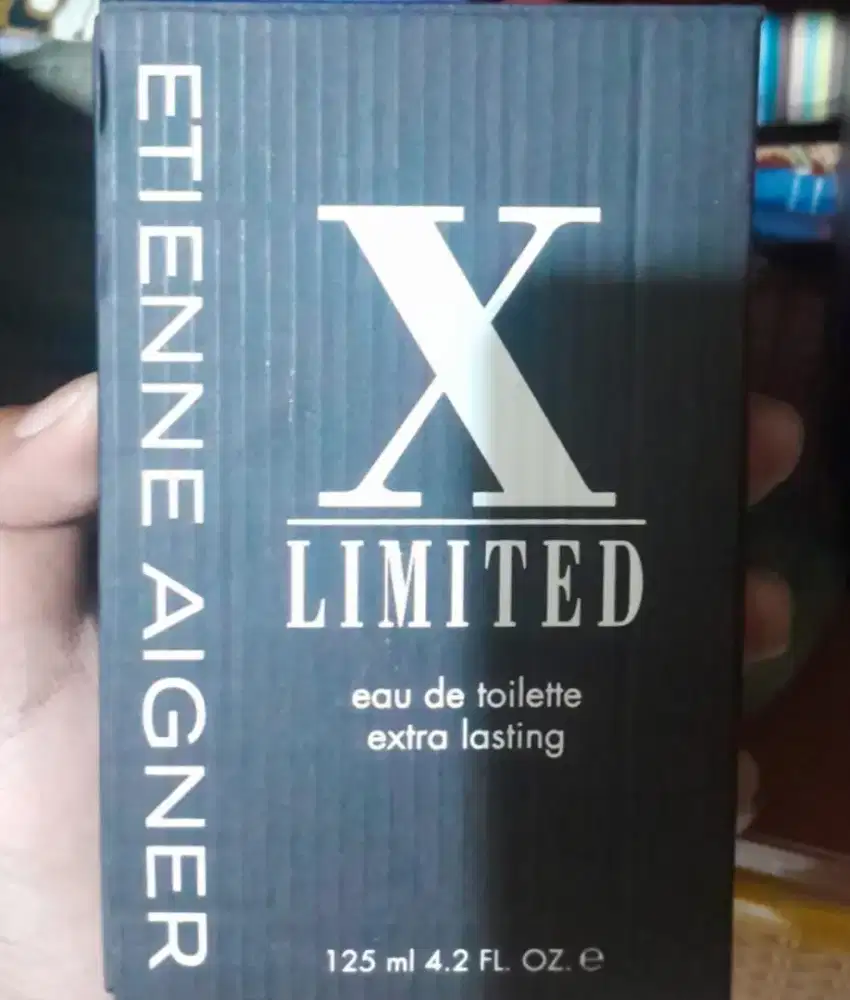 ETIENNE AIGNER
X
LIMITED
eau de toilette
extra lasting
125 ml 4.2 FL. OZ. ℮